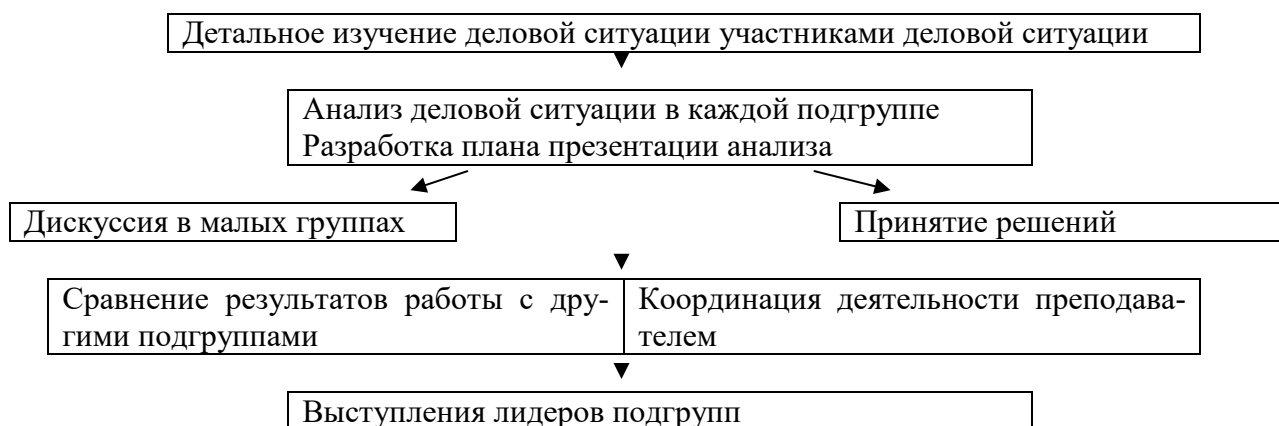 Детальное изучение деловой ситуации участниками деловой ситуации
Анализ деловой ситуации в каждой подгруппе
Разработка плана презентации анализа
Дискуссия в малых группах
Принятие решений
Сравнение результатов работы с дру-
гими подгруппами
Координация деятельности преподава-
телем
Выступления лидеров подгрупп